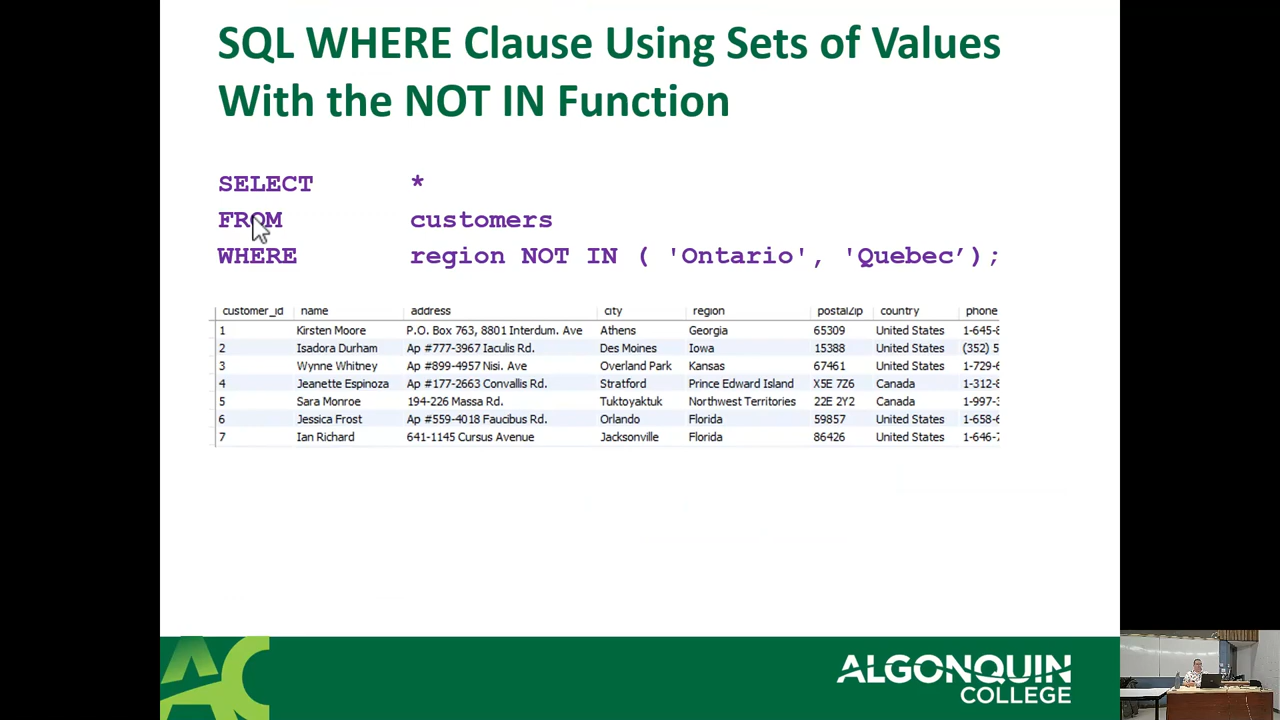 SQL WHERE Clause Using Sets of Values
With the NOT IN Function
SELECT *
FROM customers
WHERE region NOT IN ( 'Ontario', 'Quebec’);
customer_id name address city region postalZip country phone
1 Kirsten Moore P.O. Box 763, 8801 Interdum. Ave Athens Georgia 65309 United States 1-645-8
2 Isadora Durham Ap #777-3967 Iaculis Rd. Des Moines Iowa 15388 United States (352) 5
3 Wynne Whitney Ap #899-4957 Nisi. Ave Overland Park Kansas 67461 United States 1-729-6
4 Jeanette Espinoza Ap #177-2663 Convallis Rd. Stratford Prince Edward Island X5E 7Z6 Canada 1-312-8
5 Sara Monroe 194-226 Massa Rd. Tuktoyaktuk Northwest Territories 22E 2Y2 Canada 1-997-3
6 Jessica Frost Ap #559-4018 Faucibus Rd. Orlando Florida 59857 United States 1-658-6
7 Ian Richard 641-1145 Cursus Avenue Jacksonville Florida 86426 United States 1-646-7
AC
ALGONQUIN
COLLEGE